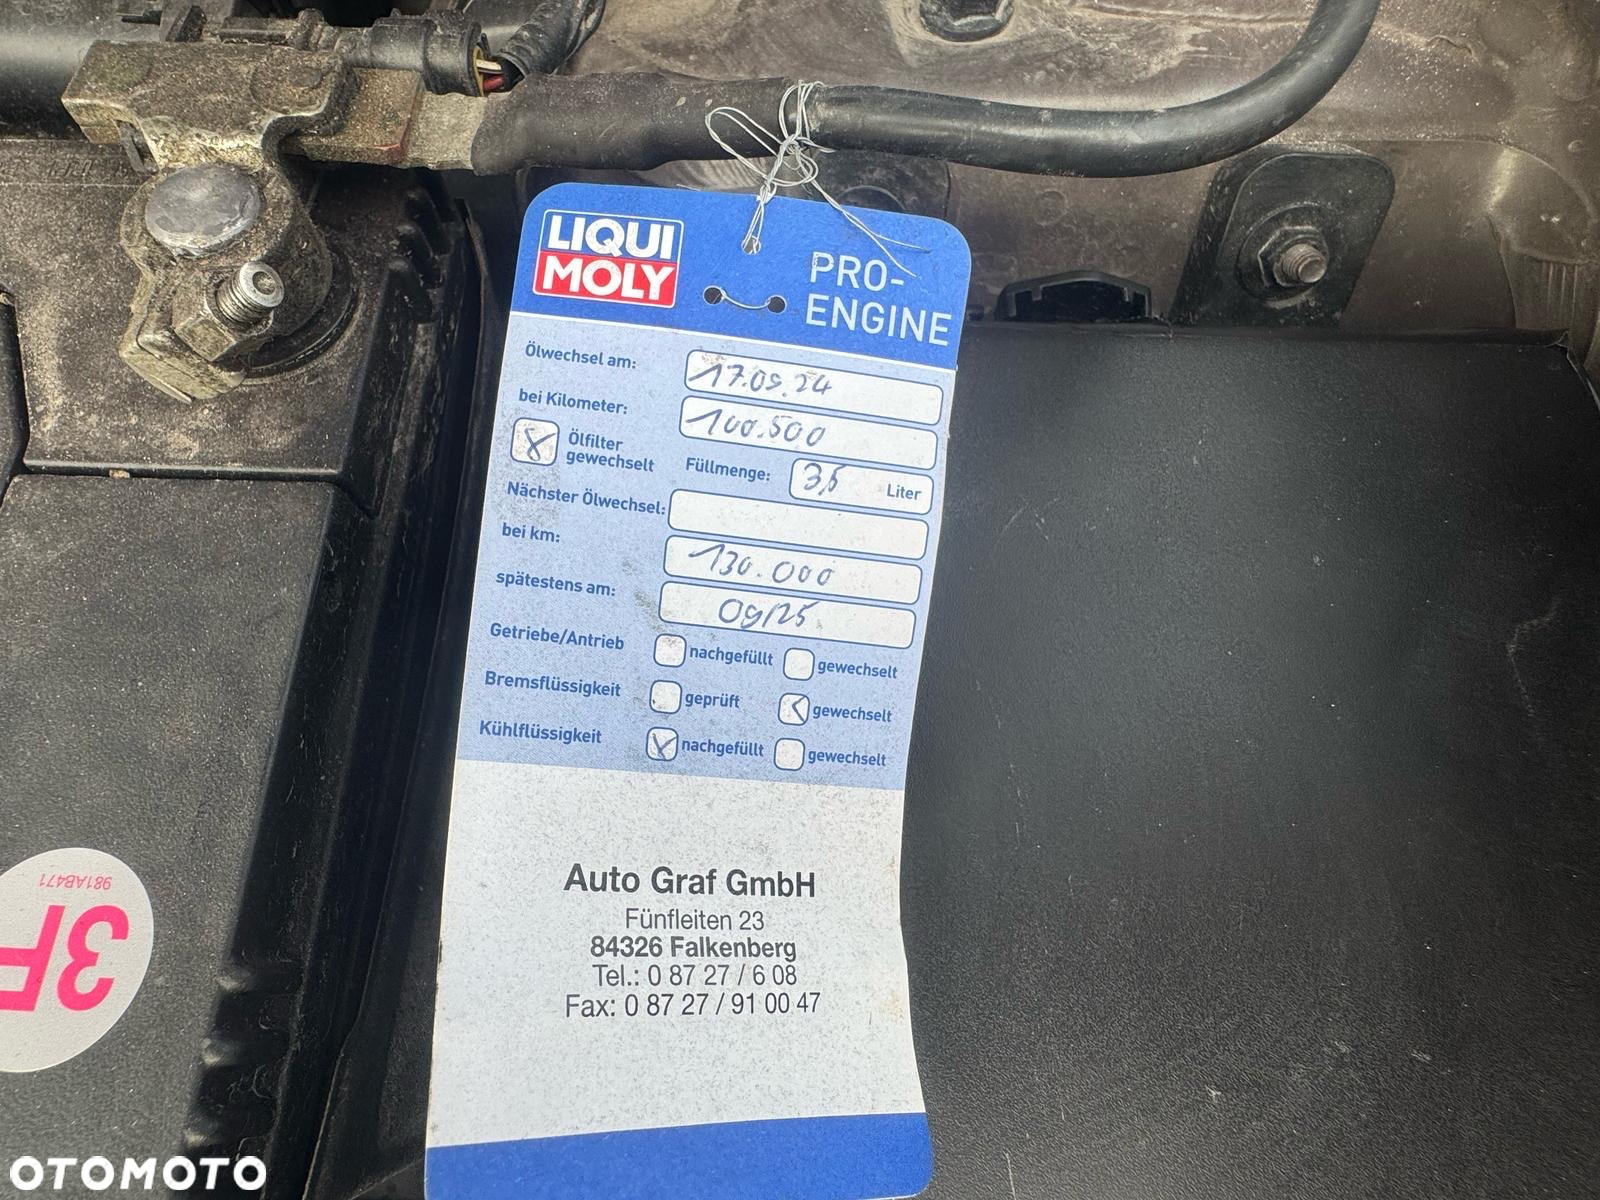 LIQUI
MOLY
PRO-
ENGINE
Ölwechsel am: 17.09.24
bei Kilometer: 100.500
Ölfilter
gewechselt
Füllmenge: 3,5 Liter
Nächster Ölwechsel:
bei km: 130.000
spätestens am: 09/25
Getriebe/Antrieb nachgefüllt gewechselt
Bremsflüssigkeit geprüft gewechselt
Kühlflüssigkeit nachgefüllt gewechselt
Auto Graf GmbH
Fünfleiten 23
84326 Falkenberg
Tel.: 0 87 27 / 6 08
Fax: 0 87 27 / 91 00 47
981AB471
3F
OTOMOTO